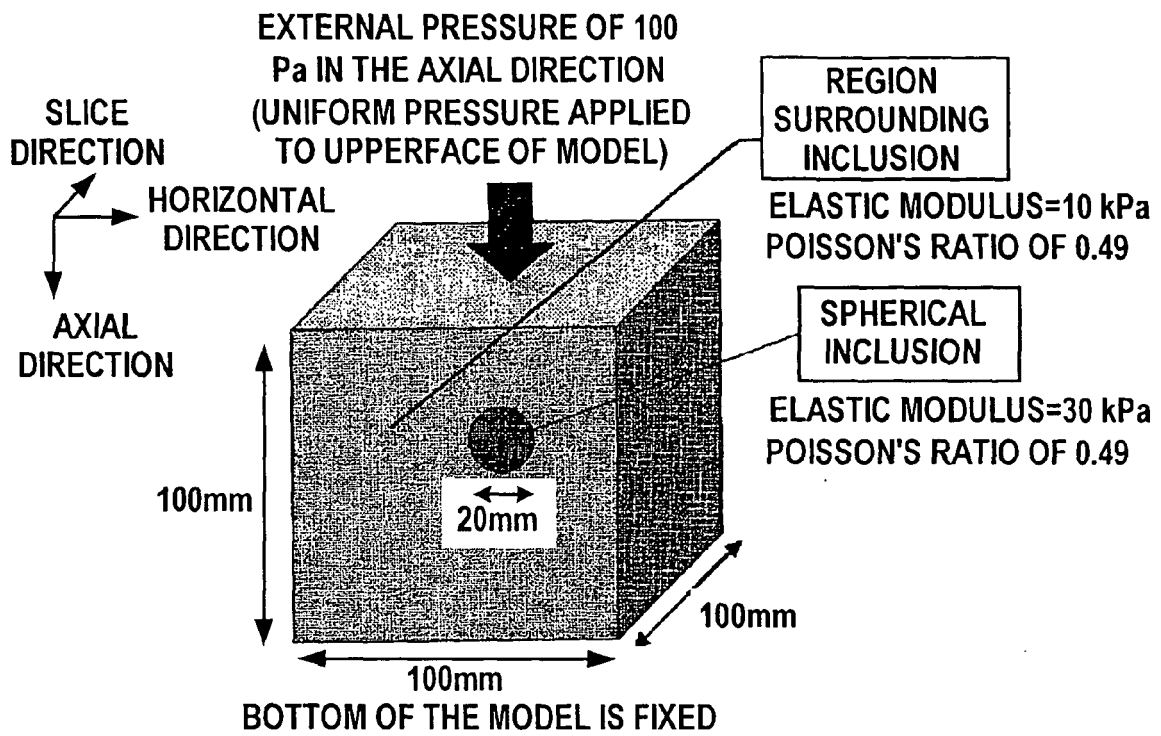 EXTERNAL PRESSURE OF 100
Pa IN THE AXIAL DIRECTION
(UNIFORM PRESSURE APPLIED
TO UPPERFACE OF MODEL)
SLICE
DIRECTION
HORIZONTAL
DIRECTION
AXIAL
DIRECTION
REGION
SURROUNDING
INCLUSION
ELASTIC MODULUS=10 kPa
POISSON'S RATIO OF 0.49
SPHERICAL
INCLUSION
ELASTIC MODULUS=30 kPa
POISSON'S RATIO OF 0.49
100mm
20mm
100mm
100mm
BOTTOM OF THE MODEL IS FIXED